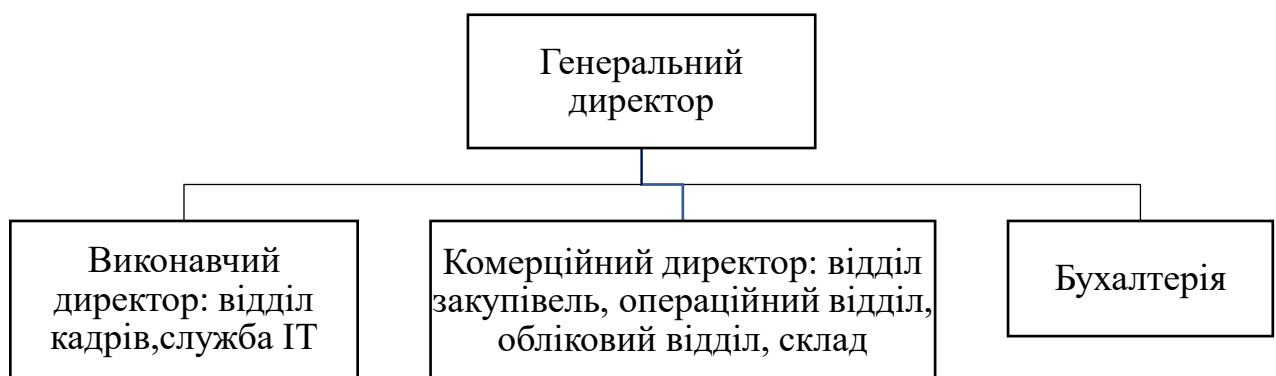 Генеральний
директор
Виконавчий
директор: відділ
кадрів,служба ІТ
Комерційний директор: відділ
закупівель, операційний відділ,
обліковий відділ, склад
Бухалтерія